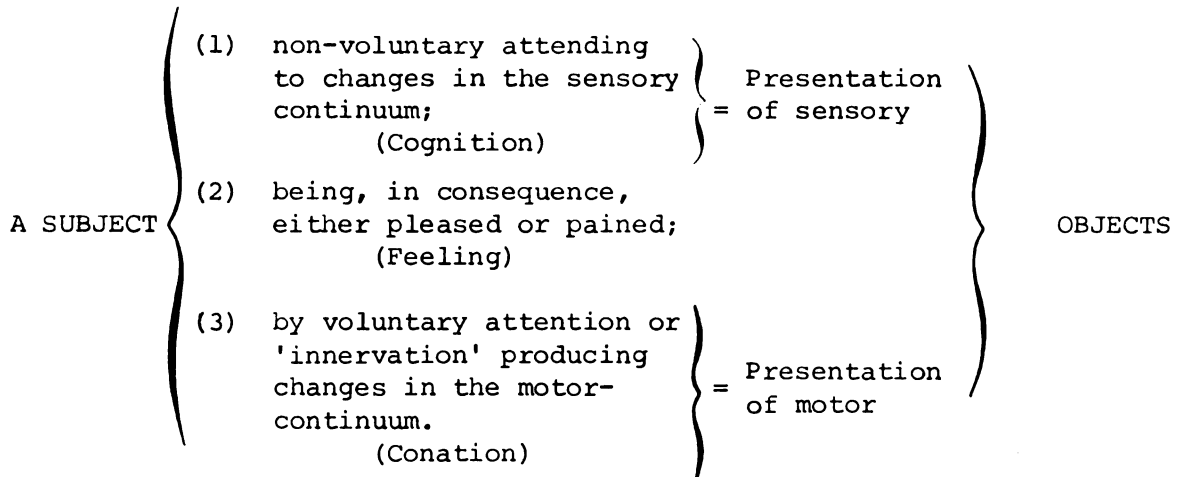 (1) non-voluntary attending
to changes in the sensory
continuum;
(Cognition)
= Presentation
of sensory
A SUBJECT
(2) being, in consequence,
either pleased or pained;
(Feeling)
OBJECTS
(3) by voluntary attention or
'innervation' producing
changes in the motor-
continuum.
(Conation)
= Presentation
of motor